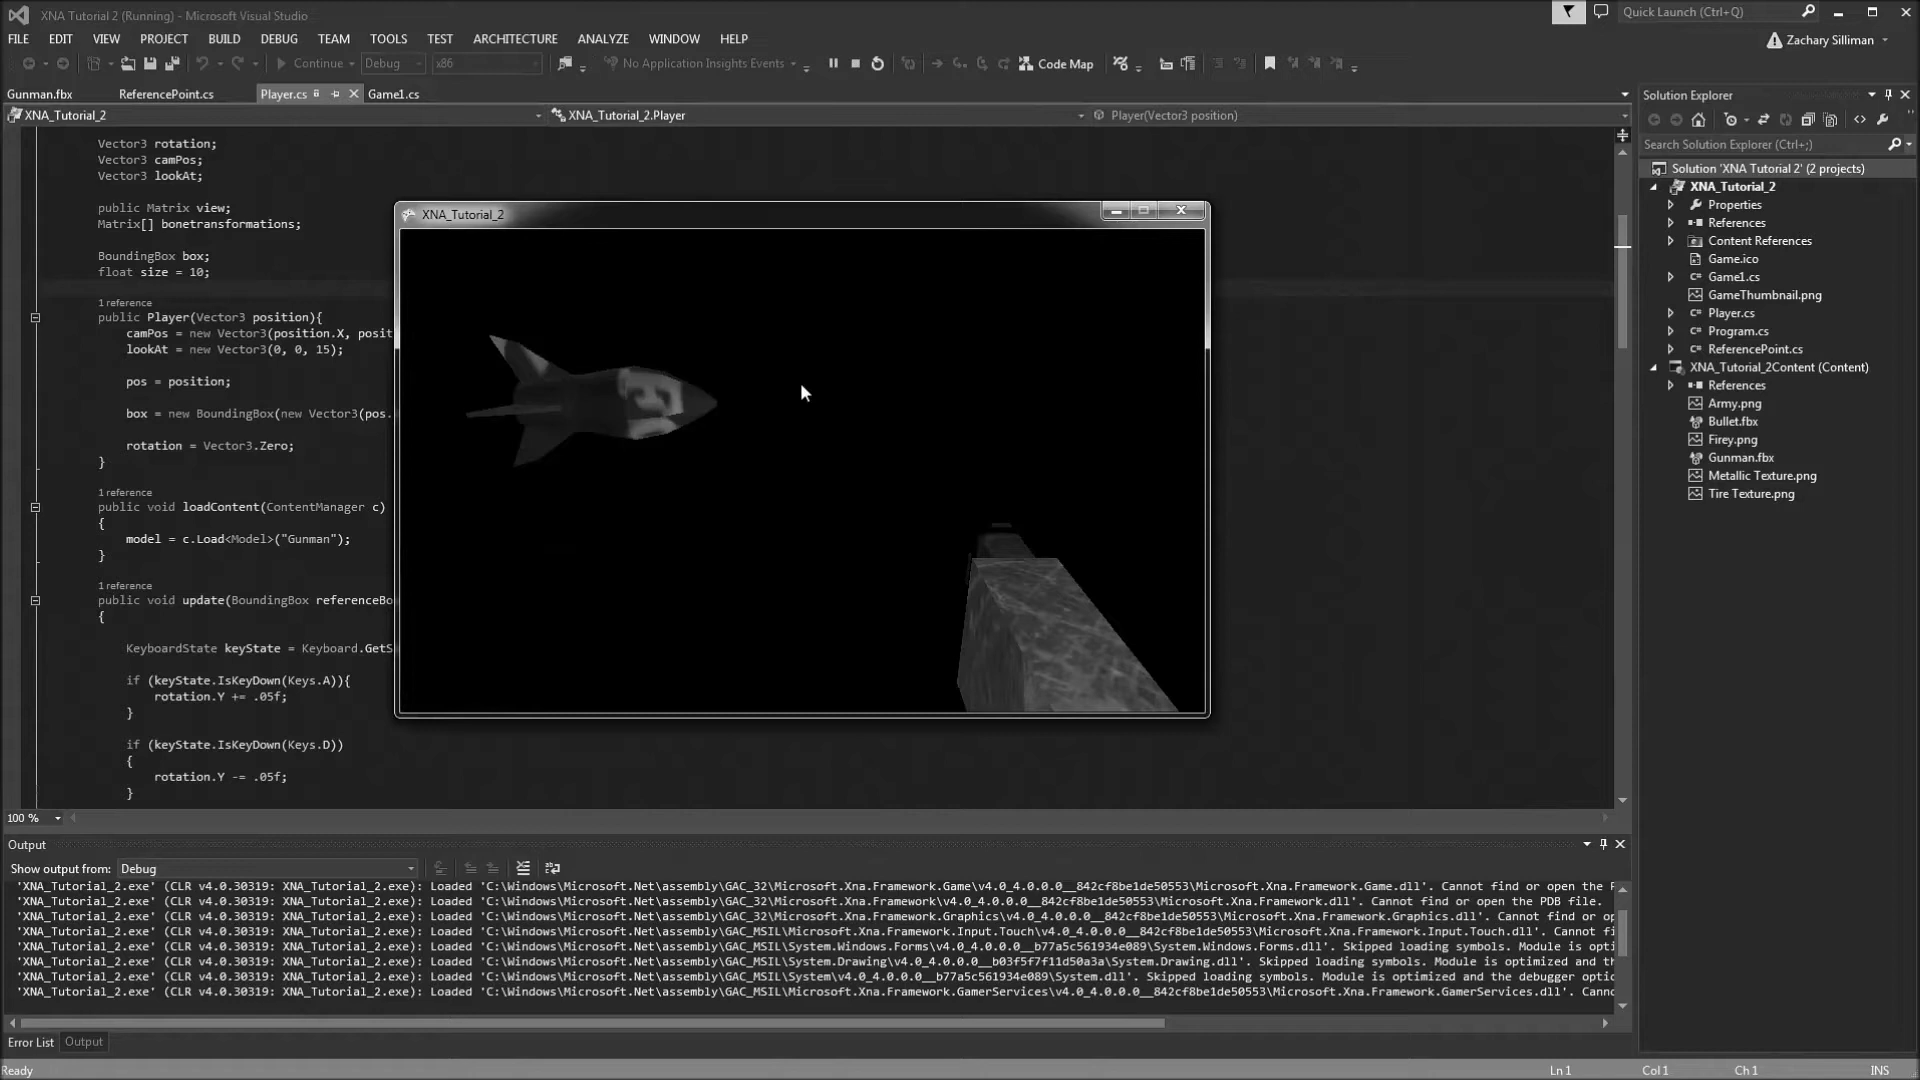 XNA Tutorial 2 (Running) - Microsoft Visual Studio
Quick Launch (Ctrl+Q)
FILE EDIT VIEW PROJECT BUILD DEBUG TEAM TOOLS TEST ARCHITECTURE ANALYZE WINDOW HELP
Zachary Silliman
Continue Debug x86 No Application Insights Events Code Map
Gunman.fbx ReferencePoint.cs Player.cs Game1.cs
XNA_Tutorial_2 XNA_Tutorial_2.Player Player(Vector3 position)
Vector3 rotation;
Vector3 camPos;
Vector3 lookAt;
public Matrix view;
Matrix[] bonetransformations;
BoundingBox box;
float size = 10;
1 reference
public Player(Vector3 position){
camPos = new Vector3(position.X, posit
lookAt = new Vector3(0, 0, 15);
pos = position;
box = new BoundingBox(new Vector3(pos.
rotation = Vector3.Zero;
}
1 reference
public void loadContent(ContentManager c)
{
model = c.Load<Model>("Gunman");
}
1 reference
public void update(BoundingBox referenceBo
{
KeyboardState keyState = Keyboard.GetS
if (keyState.IsKeyDown(Keys.A)){
rotation.Y += .05f;
}
if (keyState.IsKeyDown(Keys.D))
{
rotation.Y -= .05f;
}
100 %
XNA_Tutorial_2
Solution Explorer
Search Solution Explorer (Ctrl+;)
Solution 'XNA Tutorial 2' (2 projects)
XNA_Tutorial_2
Properties
References
Content References
Game.ico
Game1.cs
GameThumbnail.png
Player.cs
Program.cs
ReferencePoint.cs
XNA_Tutorial_2Content (Content)
References
Army.png
Bullet.fbx
Firey.png
Gunman.fbx
Metallic Texture.png
Tire Texture.png
Output
Show output from: Debug
'XNA_Tutorial_2.exe' (CLR v4.0.30319: XNA_Tutorial_2.exe): Loaded 'C:\Windows\Microsoft.Net\assembly\GAC_32\Microsoft.Xna.Framework.Game\v4.0_4.0.0.0__842cf8be1de50553\Microsoft.Xna.Framework.Game.dll'. Cannot find or open the P
'XNA_Tutorial_2.exe' (CLR v4.0.30319: XNA_Tutorial_2.exe): Loaded 'C:\Windows\Microsoft.Net\assembly\GAC_32\Microsoft.Xna.Framework\v4.0_4.0.0.0__842cf8be1de50553\Microsoft.Xna.Framework.dll'. Cannot find or open the PDB file.
'XNA_Tutorial_2.exe' (CLR v4.0.30319: XNA_Tutorial_2.exe): Loaded 'C:\Windows\Microsoft.Net\assembly\GAC_32\Microsoft.Xna.Framework.Graphics\v4.0_4.0.0.0__842cf8be1de50553\Microsoft.Xna.Framework.Graphics.dll'. Cannot find or op
'XNA_Tutorial_2.exe' (CLR v4.0.30319: XNA_Tutorial_2.exe): Loaded 'C:\Windows\Microsoft.Net\assembly\GAC_MSIL\Microsoft.Xna.Framework.Input.Touch\v4.0_4.0.0.0__842cf8be1de50553\Microsoft.Xna.Framework.Input.Touch.dll'. Cannot fi
'XNA_Tutorial_2.exe' (CLR v4.0.30319: XNA_Tutorial_2.exe): Loaded 'C:\Windows\Microsoft.Net\assembly\GAC_MSIL\System.Windows.Forms\v4.0_4.0.0.0__b77a5c561934e089\System.Windows.Forms.dll'. Skipped loading symbols. Module is opti
'XNA_Tutorial_2.exe' (CLR v4.0.30319: XNA_Tutorial_2.exe): Loaded 'C:\Windows\Microsoft.Net\assembly\GAC_MSIL\System.Drawing\v4.0_4.0.0.0__b03f5f7f11d50a3a\System.Drawing.dll'. Skipped loading symbols. Module is optimized and th
'XNA_Tutorial_2.exe' (CLR v4.0.30319: XNA_Tutorial_2.exe): Loaded 'C:\Windows\Microsoft.Net\assembly\GAC_MSIL\System\v4.0_4.0.0.0__b77a5c561934e089\System.dll'. Skipped loading symbols. Module is optimized and the debugger optio
'XNA_Tutorial_2.exe' (CLR v4.0.30319: XNA_Tutorial_2.exe): Loaded 'C:\Windows\Microsoft.Net\assembly\GAC_MSIL\Microsoft.Xna.Framework.GamerServices\v4.0_4.0.0.0__842cf8be1de50553\Microsoft.Xna.Framework.GamerServices.dll'. Canno
Error List Output
Ready Ln 1 Col 1 Ch 1 INS